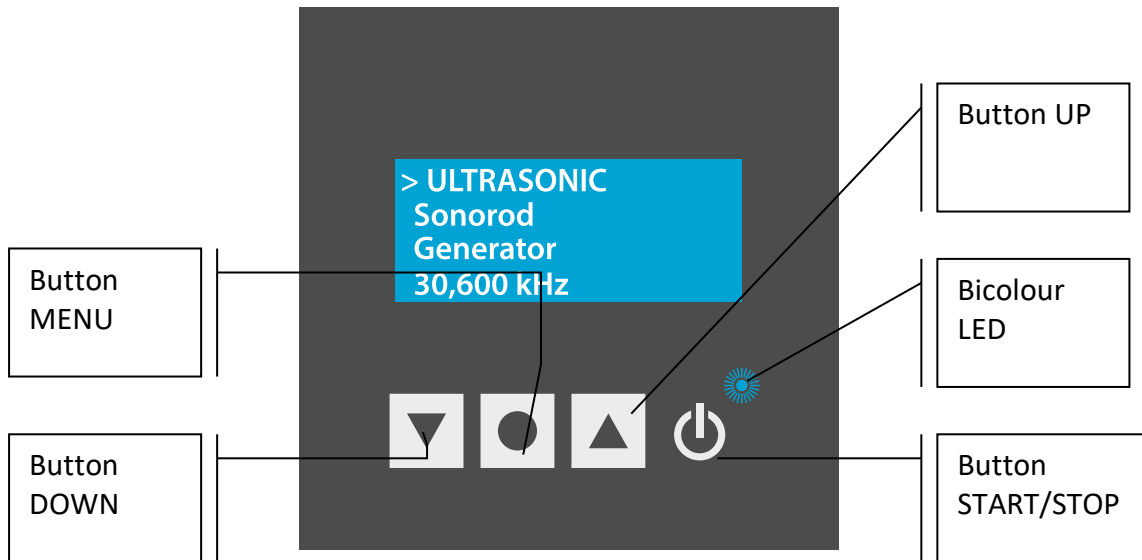 Button UP
> ULTRASONIC
Sonorod
Generator
30,600 kHz
Button
MENU
Bicolour
LED
Button
DOWN
Button
START/STOP